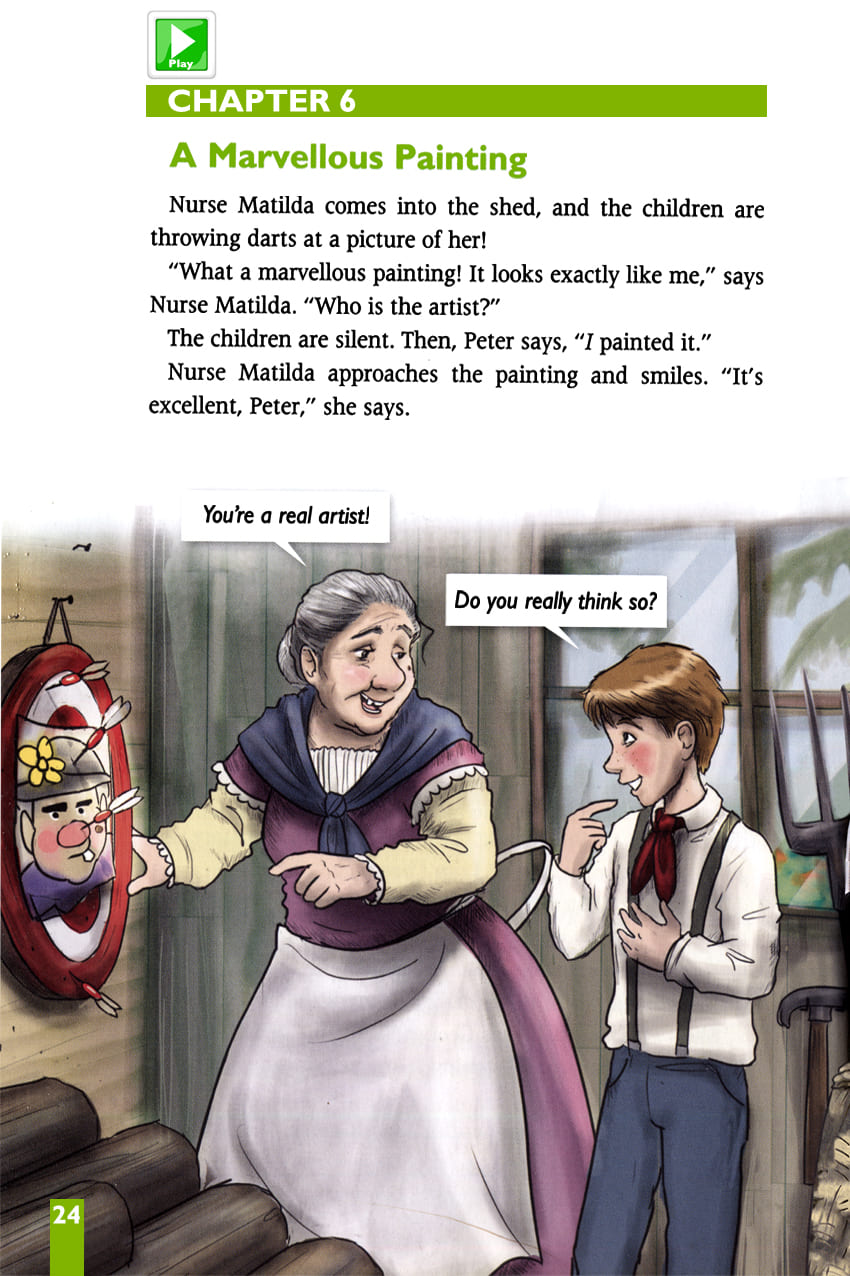 Play
CHAPTER 6
A Marvellous Painting
Nurse Matilda comes into the shed, and the children are
throwing darts at a picture of her!
“What a marvellous painting! It looks exactly like me,” says
Nurse Matilda. “Who is the artist?”
The children are silent. Then, Peter says, “I painted it.”
Nurse Matilda approaches the painting and smiles. “It’s
excellent, Peter,” she says.
You’re a real artist!
Do you really think so?
24